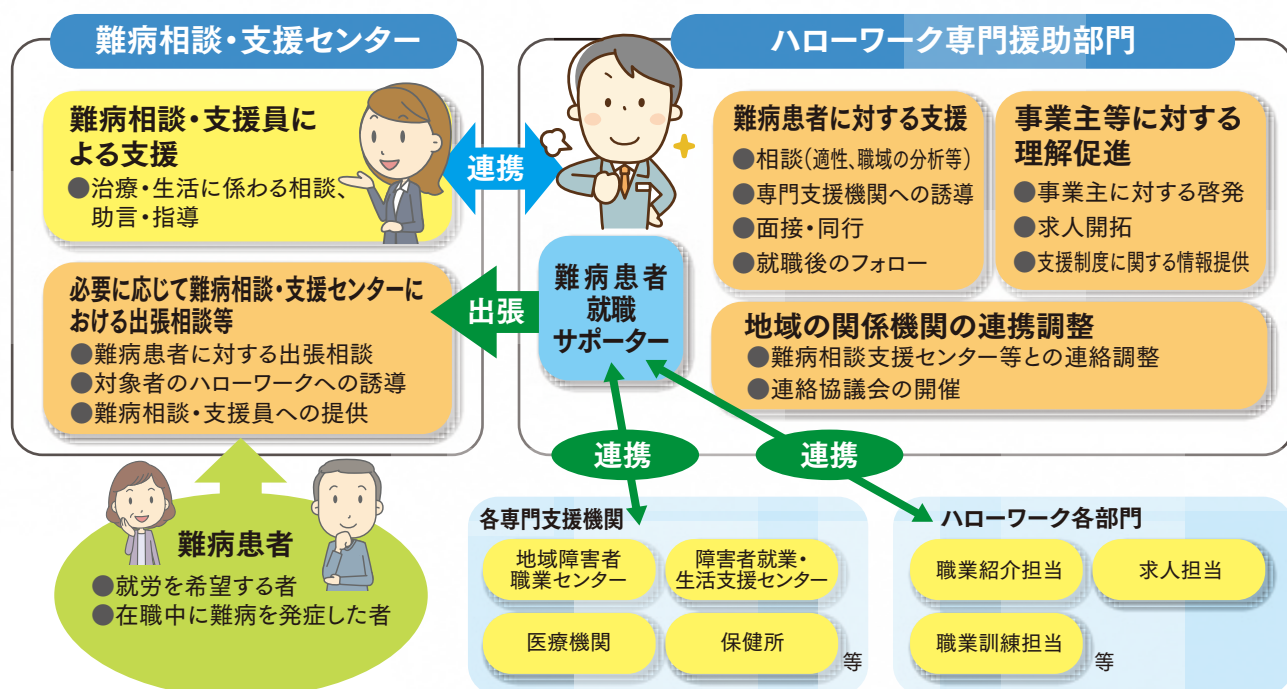 難病相談・支援センター
難病相談・支援員に
よる支援
●治療・生活に係わる相談、
助言・指導
必要に応じて難病相談・支援センターに
おける出張相談等
●難病患者に対する出張相談
●対象者のハローワークへの誘導
●難病相談・支援員への提供
難病患者
●就労を希望する者
●在職中に難病を発症した者
連携
出張
ハローワーク専門援助部門
難病患者
就職
サポーター
難病患者に対する支援
●相談(適性、職域の分析等)
●専門支援機関への誘導
●面接・同行
●就職後のフォロー
事業主等に対する
理解促進
●事業主に対する啓発
●求人開拓
●支援制度に関する情報提供
地域の関係機関の連携調整
●難病相談支援センター等との連絡調整
●連絡協議会の開催
連携
連携
各専門支援機関
地域障害者
職業センター
障害者就業・
生活支援センター
医療機関
保健所
等
ハローワーク各部門
職業紹介担当
求人担当
職業訓練担当
等